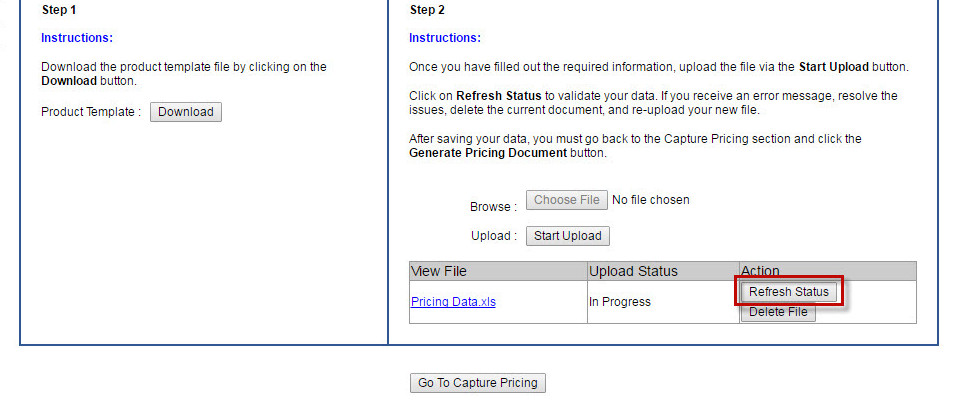 Step 1
Instructions:
Download the product template file by clicking on the
Download button.
Product Template : Download
Step 2
Instructions:
Once you have filled out the required information, upload the file via the Start Upload button.
Click on Refresh Status to validate your data. If you receive an error message, resolve the
issues, delete the current document, and re-upload your new file.
After saving your data, you must go back to the Capture Pricing section and click the
Generate Pricing Document button.
Browse : Choose File No file chosen
Upload : Start Upload
View File Upload Status Action
Pricing Data.xls In Progress Refresh Status
Delete File
Go To Capture Pricing